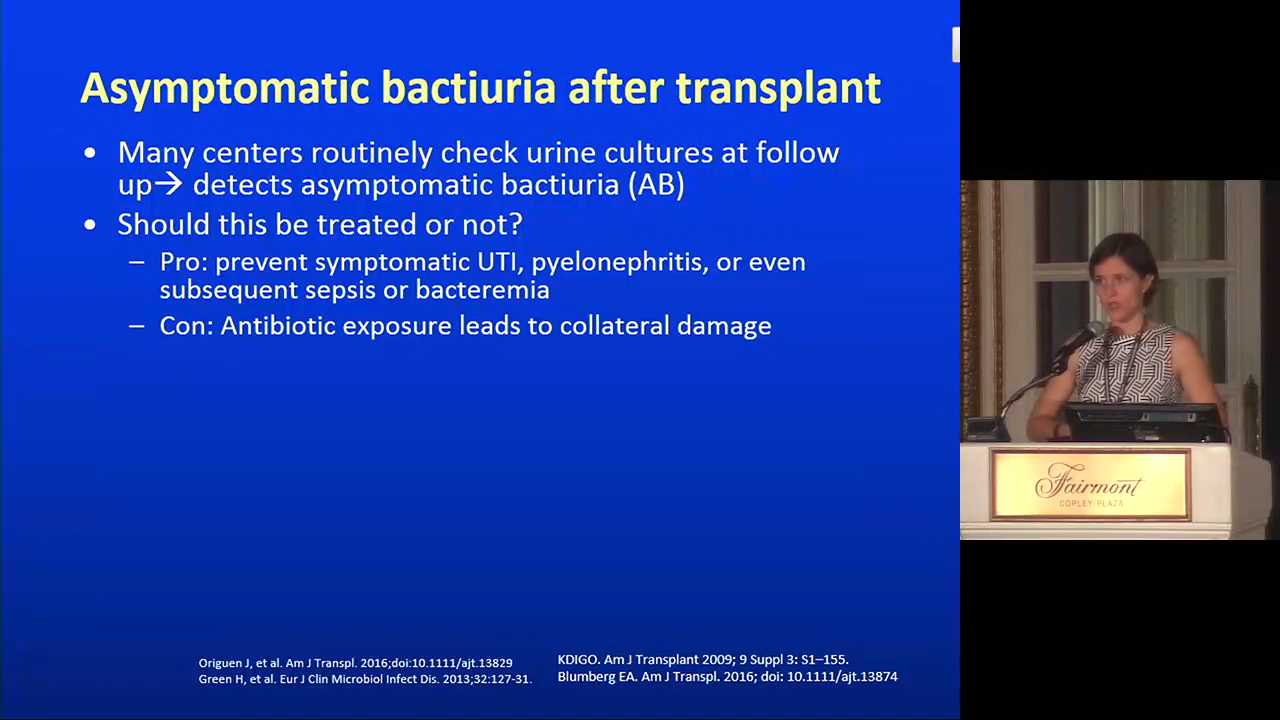 Asymptomatic bactiuria after transplant
• Many centers routinely check urine cultures at follow
up→ detects asymptomatic bactiuria (AB)
• Should this be treated or not?
– Pro: prevent symptomatic UTI, pyelonephritis, or even
subsequent sepsis or bacteremia
– Con: Antibiotic exposure leads to collateral damage
Origuen J, et al. Am J Transpl. 2016;doi:10.1111/ajt.13829
Green H, et al. Eur J Clin Microbiol Infect Dis. 2013;32:127-31.
KDIGO. Am J Transplant 2009; 9 Suppl 3: S1–155.
Blumberg EA. Am J Transpl. 2016; doi: 10.1111/ajt.13874
Fairmont
COPLEY PLAZA